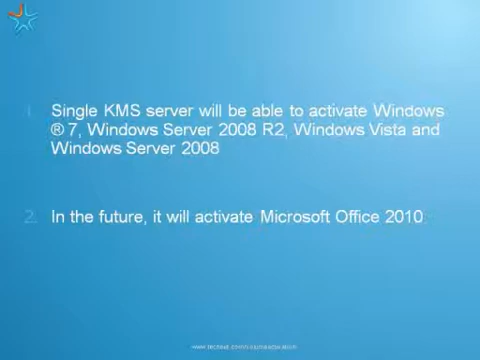 1. Single KMS server will be able to activate Windows
® 7, Windows Server 2008 R2, Windows Vista and
Windows Server 2008
2. In the future, it will activate Microsoft Office 2010